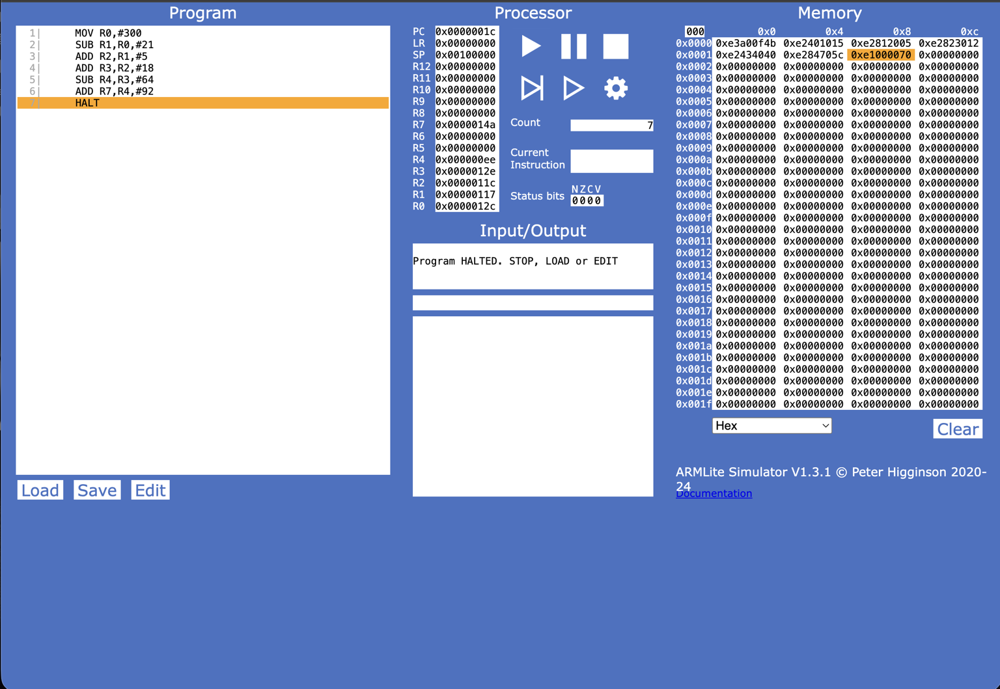 Program
1|      MOV R0,#300
2|      SUB R1,R0,#21
3|      ADD R2,R1,#5
4|      ADD R3,R2,#18
5|      SUB R4,R3,#64
6|      ADD R7,R4,#92
7|      HALT
Load Save Edit
Processor
PC 0x0000001c
LR 0x00000000
SP 0x00100000
R12 0x00000000
R11 0x00000000
R10 0x00000000
R9 0x00000000
R8 0x00000000
R7 0x0000014a
R6 0x00000000
R5 0x00000000
R4 0x000000ee
R3 0x0000012e
R2 0x0000011c
R1 0x00000117
R0 0x0000012c
Count 7
Current
Instruction
NZCV
Status bits 0000
Input/Output
Program HALTED. STOP, LOAD or EDIT
Memory
000 0x0 0x4 0x8 0xc
0x0000 0xe3a00f4b 0xe2401015 0xe2812005 0xe2823012
0x0001 0xe2434040 0xe284705c 0xe1000070 0x00000000
0x0002 0x00000000 0x00000000 0x00000000 0x00000000
0x0003 0x00000000 0x00000000 0x00000000 0x00000000
0x0004 0x00000000 0x00000000 0x00000000 0x00000000
0x0005 0x00000000 0x00000000 0x00000000 0x00000000
0x0006 0x00000000 0x00000000 0x00000000 0x00000000
0x0007 0x00000000 0x00000000 0x00000000 0x00000000
0x0008 0x00000000 0x00000000 0x00000000 0x00000000
0x0009 0x00000000 0x00000000 0x00000000 0x00000000
0x000a 0x00000000 0x00000000 0x00000000 0x00000000
0x000b 0x00000000 0x00000000 0x00000000 0x00000000
0x000c 0x00000000 0x00000000 0x00000000 0x00000000
0x000d 0x00000000 0x00000000 0x00000000 0x00000000
0x000e 0x00000000 0x00000000 0x00000000 0x00000000
0x000f 0x00000000 0x00000000 0x00000000 0x00000000
0x0010 0x00000000 0x00000000 0x00000000 0x00000000
0x0011 0x00000000 0x00000000 0x00000000 0x00000000
0x0012 0x00000000 0x00000000 0x00000000 0x00000000
0x0013 0x00000000 0x00000000 0x00000000 0x00000000
0x0014 0x00000000 0x00000000 0x00000000 0x00000000
0x0015 0x00000000 0x00000000 0x00000000 0x00000000
0x0016 0x00000000 0x00000000 0x00000000 0x00000000
0x0017 0x00000000 0x00000000 0x00000000 0x00000000
0x0018 0x00000000 0x00000000 0x00000000 0x00000000
0x0019 0x00000000 0x00000000 0x00000000 0x00000000
0x001a 0x00000000 0x00000000 0x00000000 0x00000000
0x001b 0x00000000 0x00000000 0x00000000 0x00000000
0x001c 0x00000000 0x00000000 0x00000000 0x00000000
0x001d 0x00000000 0x00000000 0x00000000 0x00000000
0x001e 0x00000000 0x00000000 0x00000000 0x00000000
0x001f 0x00000000 0x00000000 0x00000000 0x00000000
Hex Clear
ARMLite Simulator V1.3.1 © Peter Higginson 2020-
24
Documentation